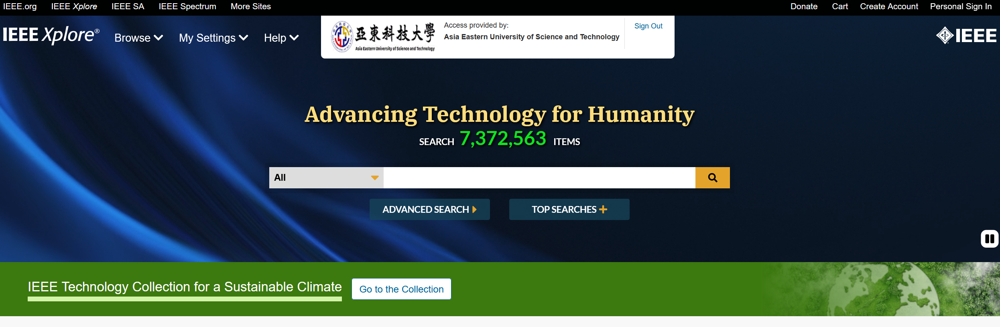 IEEE.org IEEE Xplore IEEE SA IEEE Spectrum More Sites Donate Cart Create Account Personal Sign In
IEEE Xplore® Browse My Settings Help
亞東科技大學
Asia Eastern University of Science and Technology
Access provided by:
Asia Eastern University of Science and Technology
Sign Out
IEEE
Advancing Technology for Humanity
SEARCH 7,372,563 ITEMS
All
ADVANCED SEARCH TOP SEARCHES
IEEE Technology Collection for a Sustainable Climate Go to the Collection